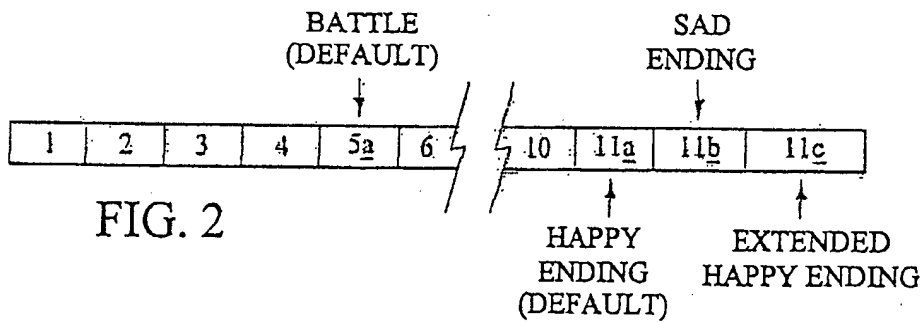 BATTLE
(DEFAULT)
SAD
ENDING
1 2 3 4 5a 6 10 11a 11b 11c
FIG. 2
HAPPY
ENDING
(DEFAULT)
EXTENDED
HAPPY ENDING